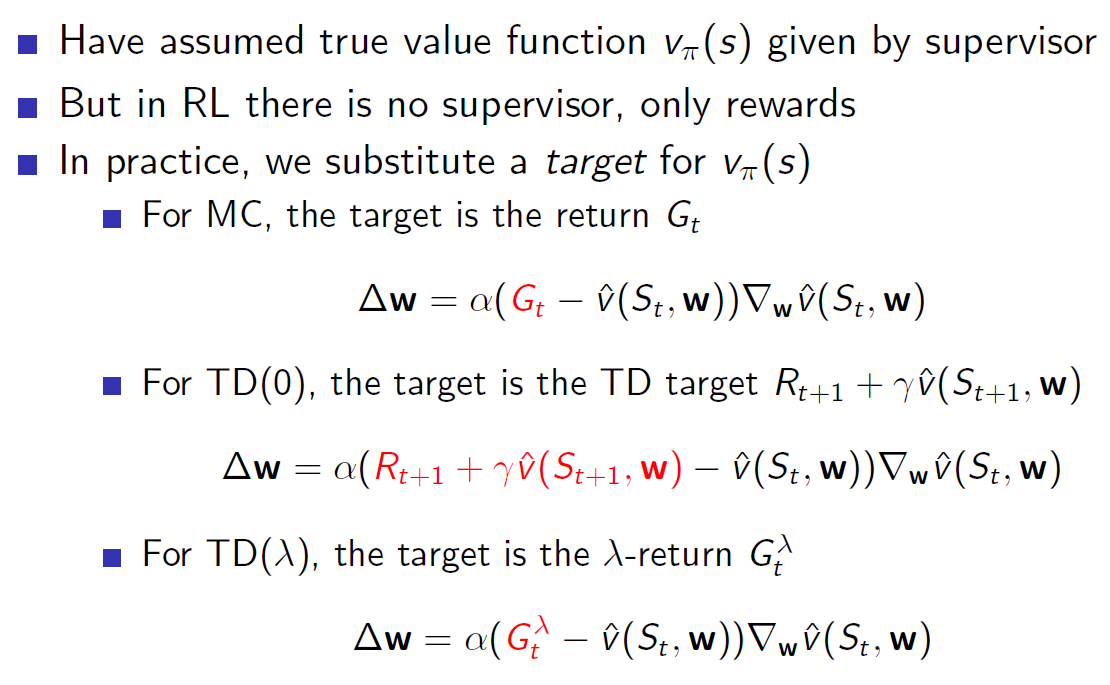 Have assumed true value function $v_\pi(s)$ given by supervisor
But in RL there is no supervisor, only rewards
In practice, we substitute a target for $v_\pi(s)$
For MC, the target is the return $G_t$
$\Delta\mathbf{w} = \alpha(G_t - \hat{v}(S_t, \mathbf{w}))\nabla_{\mathbf{w}}\hat{v}(S_t, \mathbf{w})$
For TD(0), the target is the TD target $R_{t+1} + \gamma\hat{v}(S_{t+1}, \mathbf{w})$
$\Delta\mathbf{w} = \alpha(R_{t+1} + \gamma\hat{v}(S_{t+1}, \mathbf{w}) - \hat{v}(S_t, \mathbf{w}))\nabla_{\mathbf{w}}\hat{v}(S_t, \mathbf{w})$
For TD($\lambda$), the target is the $\lambda$-return $G_t^\lambda$
$\Delta\mathbf{w} = \alpha(G_t^\lambda - \hat{v}(S_t, \mathbf{w}))\nabla_{\mathbf{w}}\hat{v}(S_t, \mathbf{w})$